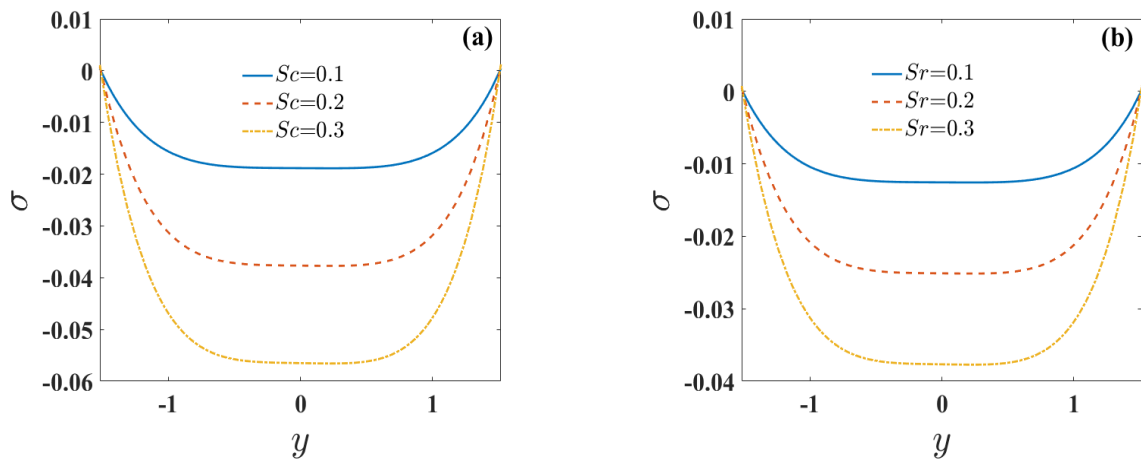 (a)
0.01
0
-0.01
-0.02
-0.03
-0.04
-0.05
-0.06
Sc=0.1
Sc=0.2
Sc=0.3
σ
-1 0 1
y
(b)
0.01
0
-0.01
-0.02
-0.03
-0.04
Sr=0.1
Sr=0.2
Sr=0.3
σ
-1 0 1
y